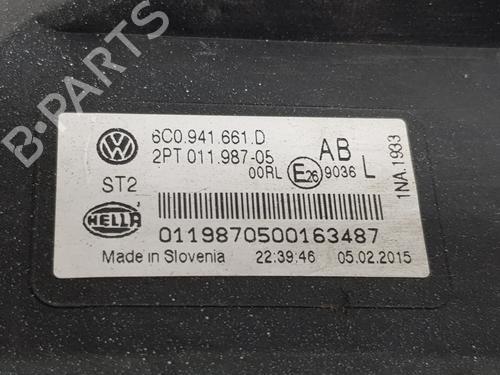 6C0.941.661.D
2PT 011.987-05
AB
00RL E26 9036 L
1NA.1933
ST2
HELLA
0119870500163487
Made in Slovenia 22:39:46 05.02.2015
B-PARTS